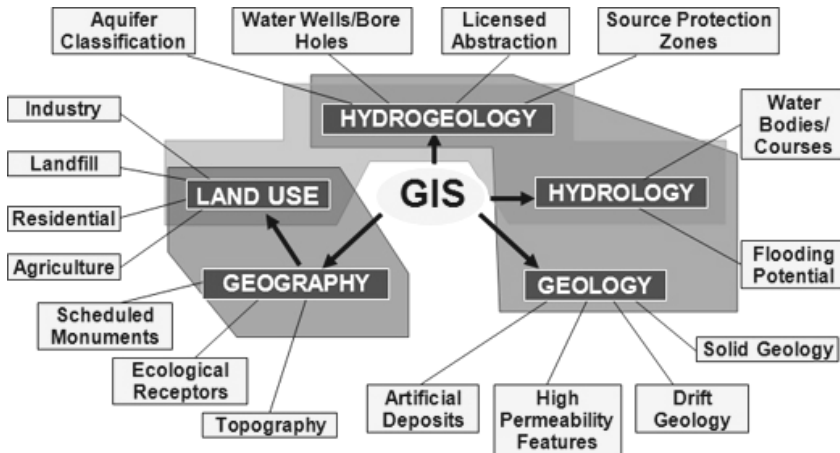 Aquifer
Classification
Water Wells/Bore
Holes
Licensed
Abstraction
Source Protection
Zones
HYDROGEOLOGY
Industry
Landfill
Residential
Agriculture
LAND USE
GIS
Water
Bodies/
Courses
HYDROLOGY
Flooding
Potential
GEOGRAPHY
Scheduled
Monuments
Ecological
Receptors
Topography
GEOLOGY
Artificial
Deposits
High
Permeability
Features
Drift
Geology
Solid Geology